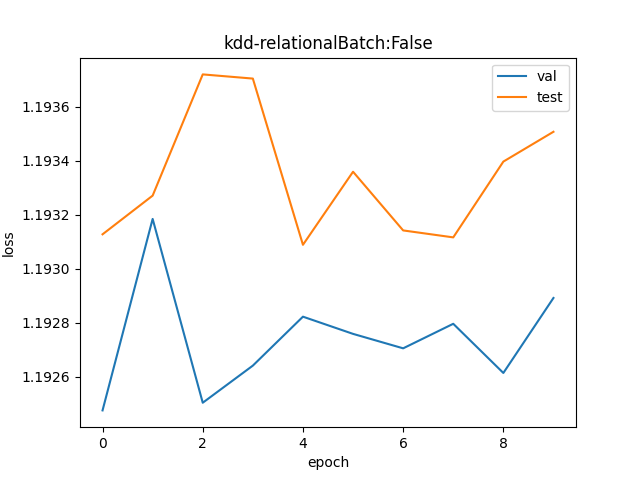 kdd-relationalBatch:False
val
test
loss
1.1936
1.1934
1.1932
1.1930
1.1928
1.1926
0 2 4 6 8
epoch